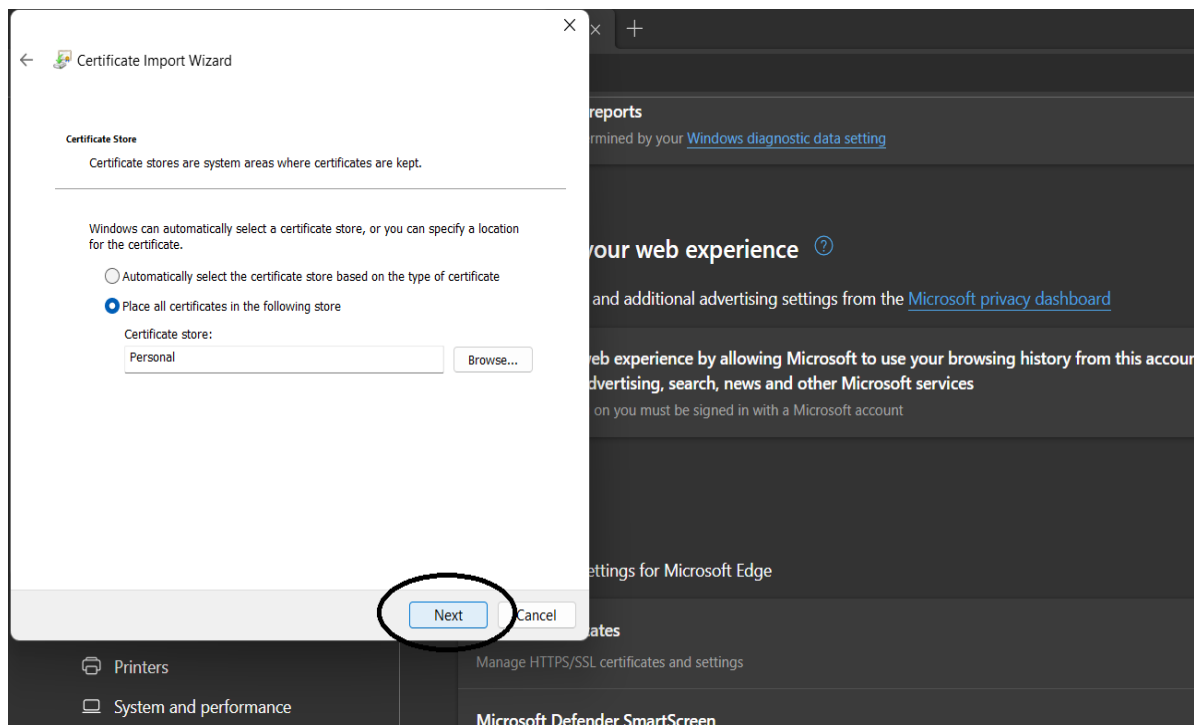 Certificate Import Wizard
Certificate Store
Certificate stores are system areas where certificates are kept.
Windows can automatically select a certificate store, or you can specify a location
for the certificate.
Automatically select the certificate store based on the type of certificate
Place all certificates in the following store
Certificate store:
Personal
Browse...
Next
Cancel
reports
rmined by your Windows diagnostic data setting
your web experience
and additional advertising settings from the Microsoft privacy dashboard
eb experience by allowing Microsoft to use your browsing history from this accour
dvertising, search, news and other Microsoft services
on you must be signed in with a Microsoft account
ettings for Microsoft Edge
ates
Manage HTTPS/SSL certificates and settings
Microsoft Defender SmartScreen
Printers
System and performance